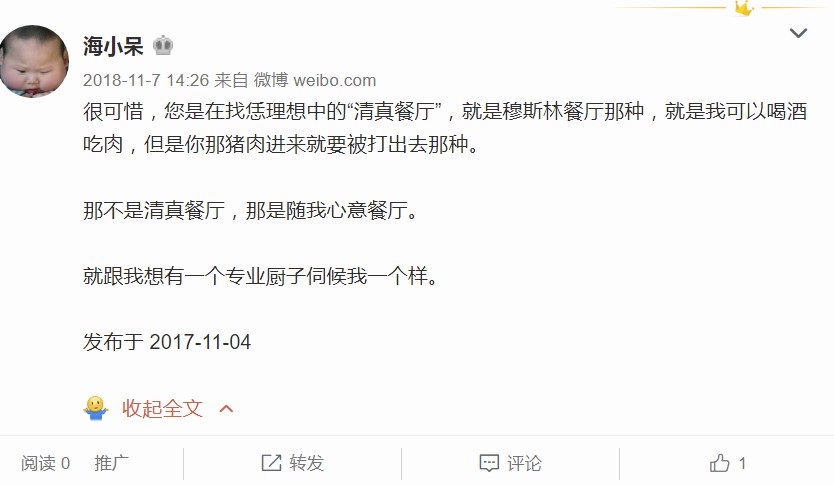 海小呆
2018-11-7 14:26 来自 微博 weibo.com
很可惜，您是在找恁理想中的“清真餐厅”，就是穆斯林餐厅那种，就是我可以喝酒
吃肉，但是你那猪肉进来就要被打出去那种。
那不是清真餐厅，那是随我心意餐厅。
就跟我想有一个专业厨子伺候我一个样。
发布于 2017-11-04
收起全文
阅读 0 推广 转发 评论 1